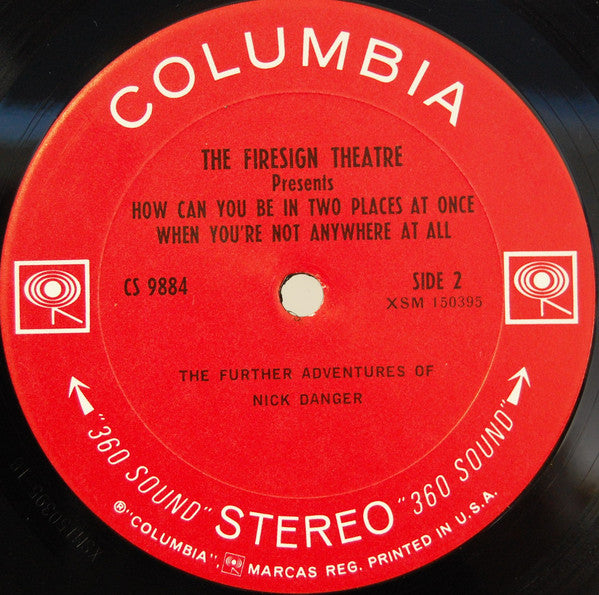 COLUMBIA
THE FIRESIGN THEATRE
Presents
HOW CAN YOU BE IN TWO PLACES AT ONCE
WHEN YOU'RE NOT ANYWHERE AT ALL
CS 9884
SIDE 2
XSM 150395
THE FURTHER ADVENTURES OF
NICK DANGER
"360 SOUND" STEREO "360 SOUND"
®"COLUMBIA", MARCAS REG. PRINTED IN U.S.A.